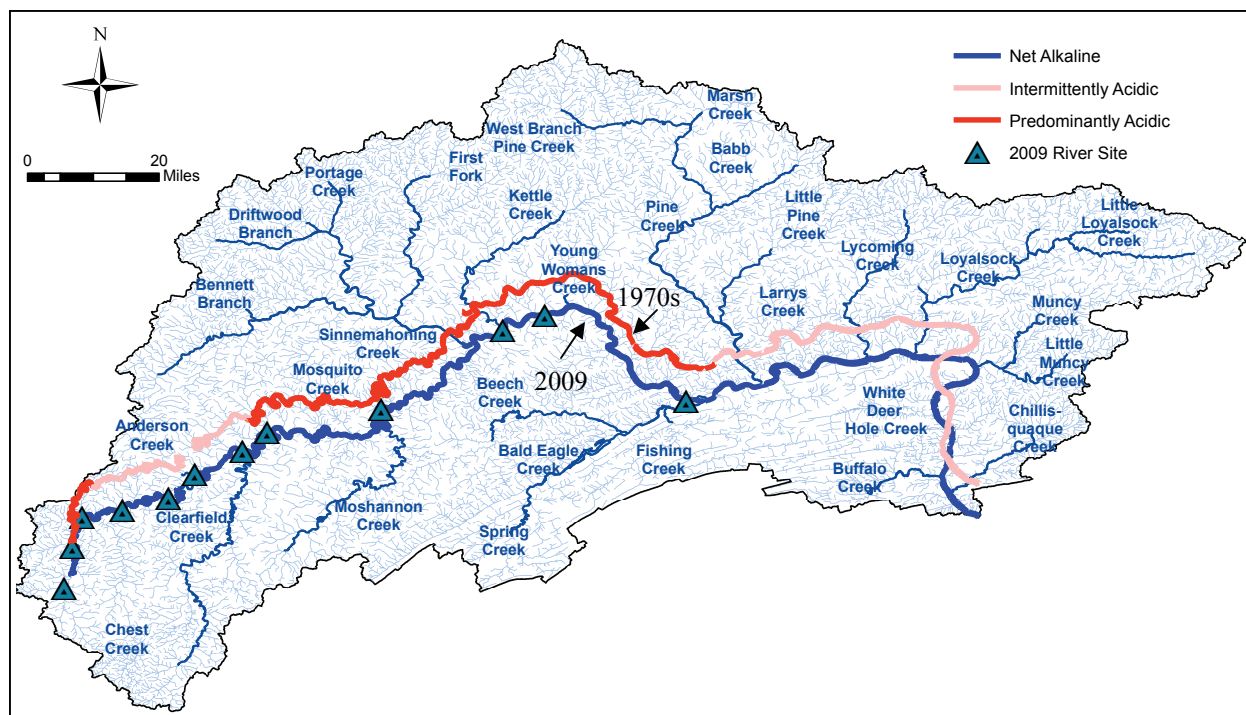 N
0
20
Miles
Net Alkaline
Intermittently Acidic
Predominantly Acidic
2009 River Site
Marsh
Creek
West Branch
Pine Creek
Babb
Creek
First
Fork
Portage
Creek
Kettle
Creek
Little
Pine
Creek
Pine
Creek
Driftwood
Branch
Little
Loyalsock
Creek
Lycoming
Creek
Loyalsock
Creek
Young
Womans
Creek
Bennett
Branch
1970s
Larrys
Creek
Muncy
Creek
Sinnemahoning
Creek
Little
Muncy
Creek
Mosquito
Creek
2009
Beech
Creek
White
Deer
Hole Creek
Chillis-
quaque
Creek
Anderson
Creek
Bald Eagle
Creek
Fishing
Creek
Buffalo
Creek
Clearfield
Creek
Moshannon
Creek
Spring
Creek
Chest
Creek